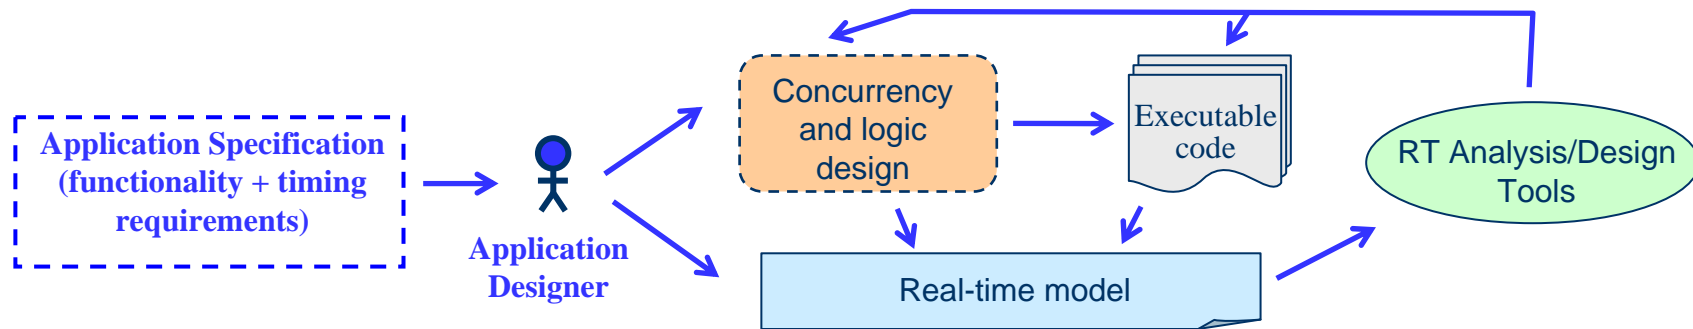 Application Specification
(functionality + timing
requirements)
Application
Designer
Concurrency
and logic
design
Executable
code
RT Analysis/Design
Tools
Real-time model